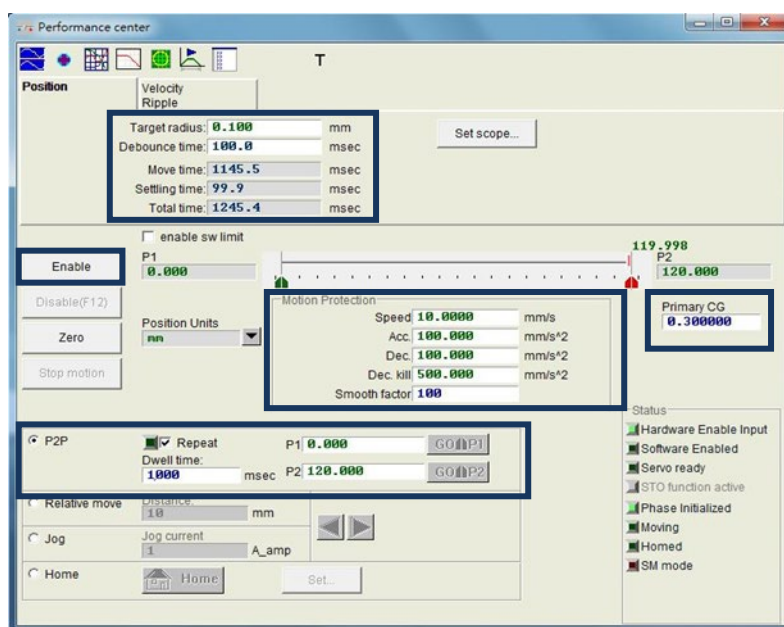 Performance center
T
Position
Velocity
Ripple
Target radius: 0.100 mm
Debounce time: 100.0 msec
Move time: 1145.5 msec
Settling time: 99.9 msec
Total time: 1245.4 msec
Set scope...
enable sw limit
119.998
Enable
P1
0.000
P2
120.000
Disable(F12)
Motion Protection
Speed 10.0000 mm/s
Acc. 100.000 mm/s^2
Dec. 100.000 mm/s^2
Dec. kill 500.000 mm/s^2
Smooth factor 100
Primary CG
0.300000
Zero
Position Units
mm
Stop motion
Status
Hardware Enable Input
Software Enabled
Servo ready
STO function active
Phase Initialized
Moving
Homed
SM mode
P2P
Repeat
P1 0.000 GO P1
Dwell time:
1000 msec
P2 120.000 GO P2
Relative move
Distance:
10 mm
Jog
Jog current
1 A_amp
Home
Home
Set...